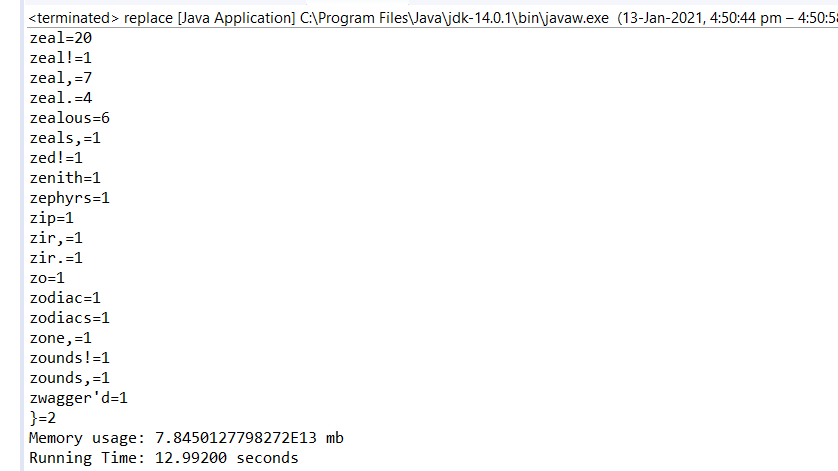 <terminated> replace [Java Application] C:\Program Files\Java\jdk-14.0.1\bin\javaw.exe (13-Jan-2021, 4:50:44 pm – 4:50:58
zeal=20
zeal!=1
zeal,=7
zeal.=4
zealous=6
zeals,=1
zed!=1
zenith=1
zephyrs=1
zip=1
zir,=1
zir.=1
zo=1
zodiac=1
zodiacs=1
zone,=1
zounds!=1
zounds,=1
zwagger'd=1
}=2
Memory usage: 7.8450127798272E13 mb
Running Time: 12.99200 seconds